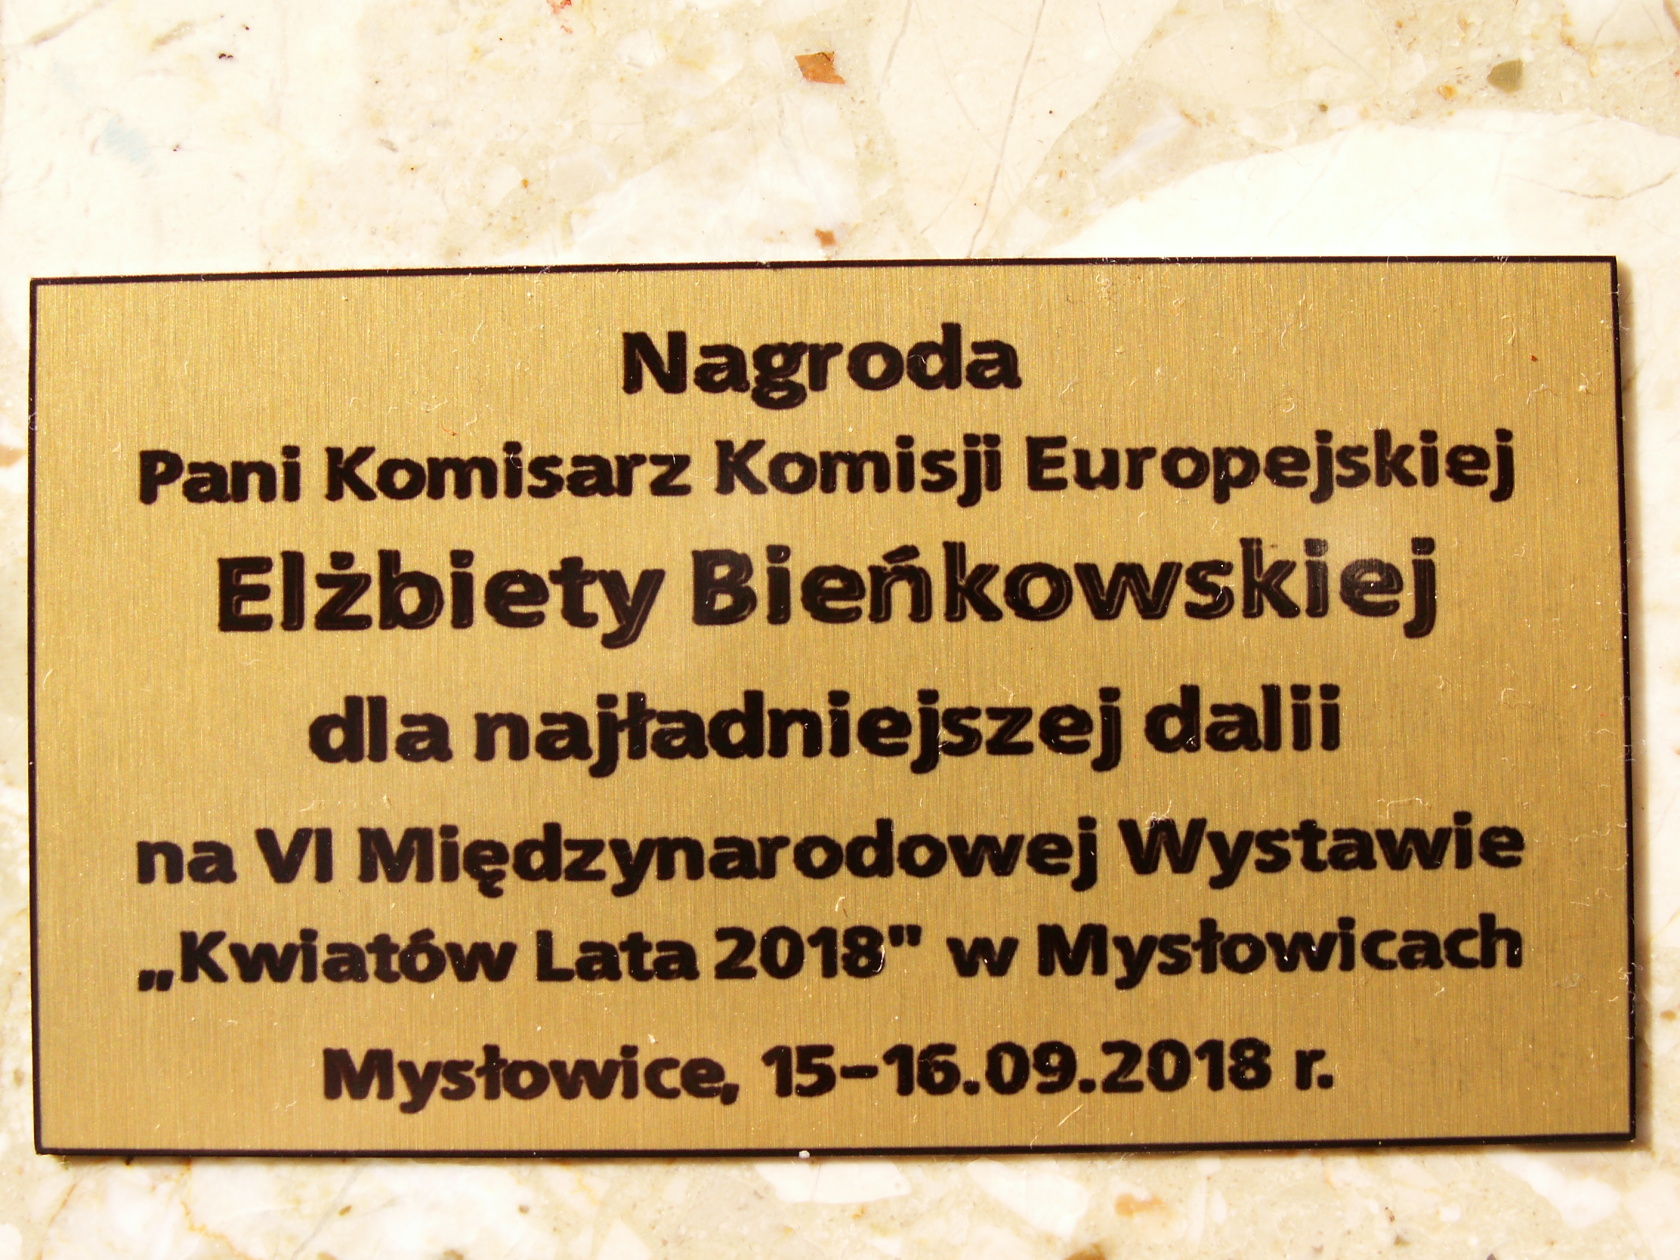 Nagroda
Pani Komisarz Komisji Europejskiej
Elżbiety Bieńkowskiej
dla najładniejszej dalii
na VI Międzynarodowej Wystawie
„Kwiatów Lata 2018" w Mysłowicach
Mysłowice, 15–16.09.2018 r.